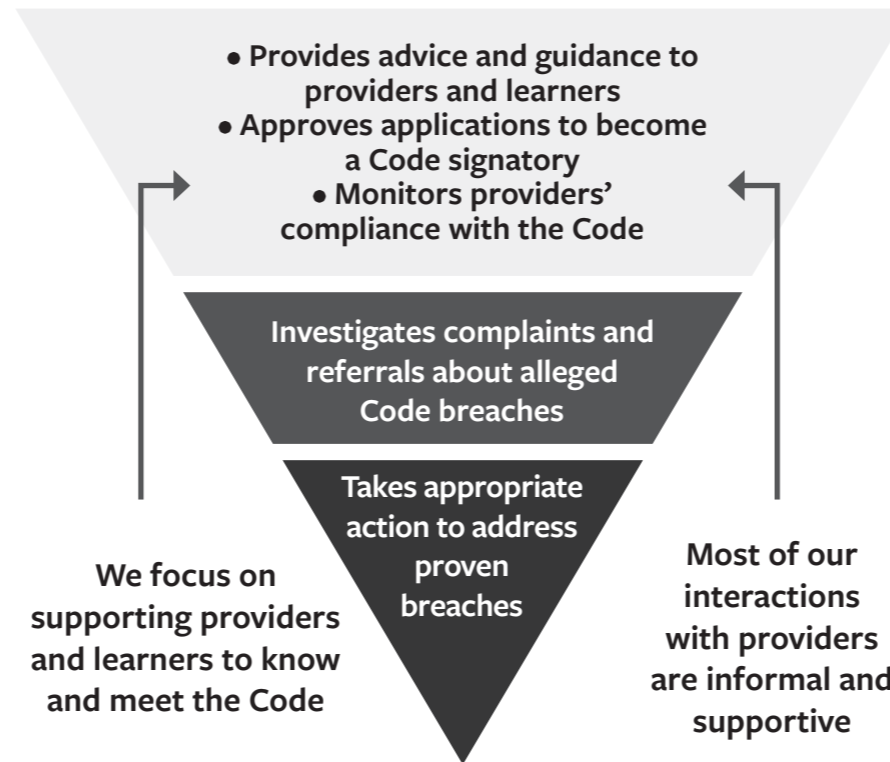 • Provides advice and guidance to
providers and learners
• Approves applications to become
a Code signatory
• Monitors providers’
compliance with the Code
Investigates complaints and
referrals about alleged
Code breaches
Takes appropriate
action to address
proven
breaches
We focus on
supporting providers
and learners to know
and meet the Code
Most of our
interactions
with providers
are informal and
supportive